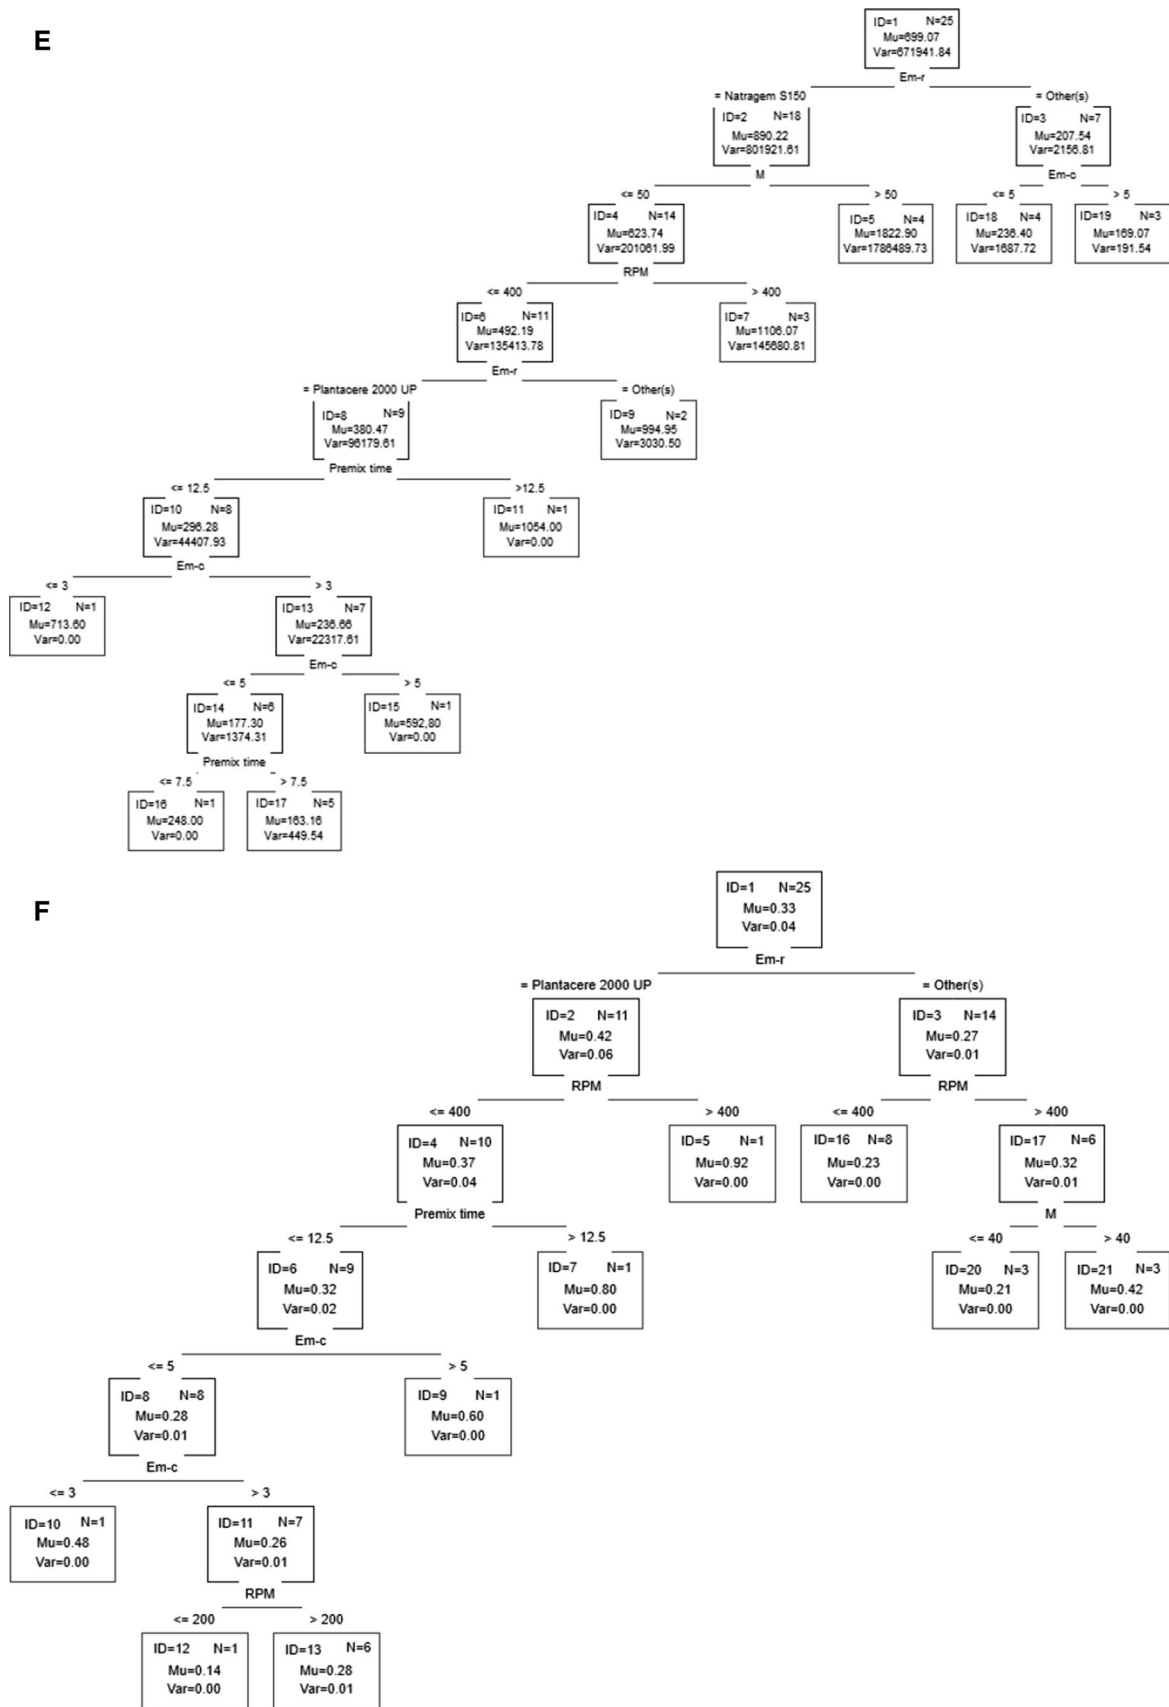 E
ID=1 N=25
Mu=699.07
Var=671941.84
Em-r
= Natragem S150 = Other(s)
ID=2 N=18 ID=3 N=7
Mu=890.22 Mu=207.54
Var=801921.61 Var=2156.81
M Em-c
<= 50 > 50 <= 5 > 5
ID=4 N=14 ID=5 N=4 ID=18 N=4 ID=19 N=3
Mu=623.74 Mu=1822.90 Mu=236.40 Mu=169.07
Var=201061.99 Var=1786489.73 Var=1687.72 Var=191.54
RPM
<= 400 > 400
ID=6 N=11 ID=7 N=3
Mu=492.19 Mu=1106.07
Var=135413.78 Var=145680.81
Em-r
= Plantacere 2000 UP = Other(s)
ID=8 N=9 ID=9 N=2
Mu=380.47 Mu=994.95
Var=96179.61 Var=3030.50
Premix time
<= 12.5 >12.5
ID=10 N=8 ID=11 N=1
Mu=296.28 Mu=1054.00
Var=44407.93 Var=0.00
Em-c
<= 3 > 3
ID=12 N=1 ID=13 N=7
Mu=713.60 Mu=236.66
Var=0.00 Var=22317.61
Em-c
<= 5 > 5
ID=14 N=6 ID=15 N=1
Mu=177.30 Mu=592,80
Var=1374.31 Var=0.00
Premix time
<= 7.5 > 7.5
ID=16 N=1 ID=17 N=5
Mu=248.00 Mu=163.16
Var=0.00 Var=449.54
F
ID=1 N=25
Mu=0.33
Var=0.04
Em-r
= Plantacere 2000 UP = Other(s)
ID=2 N=11 ID=3 N=14
Mu=0.42 Mu=0.27
Var=0.06 Var=0.01
RPM RPM
<= 400 > 400 <= 400 > 400
ID=4 N=10 ID=5 N=1 ID=16 N=8 ID=17 N=6
Mu=0.37 Mu=0.92 Mu=0.23 Mu=0.32
Var=0.04 Var=0.00 Var=0.00 Var=0.01
Premix time M
<= 12.5 > 12.5 <= 40 > 40
ID=6 N=9 ID=7 N=1 ID=20 N=3 ID=21 N=3
Mu=0.32 Mu=0.80 Mu=0.21 Mu=0.42
Var=0.02 Var=0.00 Var=0.00 Var=0.00
Em-c
<= 5 > 5
ID=8 N=8 ID=9 N=1
Mu=0.28 Mu=0.60
Var=0.01 Var=0.00
Em-c
<= 3 > 3
ID=10 N=1 ID=11 N=7
Mu=0.48 Mu=0.26
Var=0.00 Var=0.01
RPM
<= 200 > 200
ID=12 N=1 ID=13 N=6
Mu=0.14 Mu=0.28
Var=0.00 Var=0.01